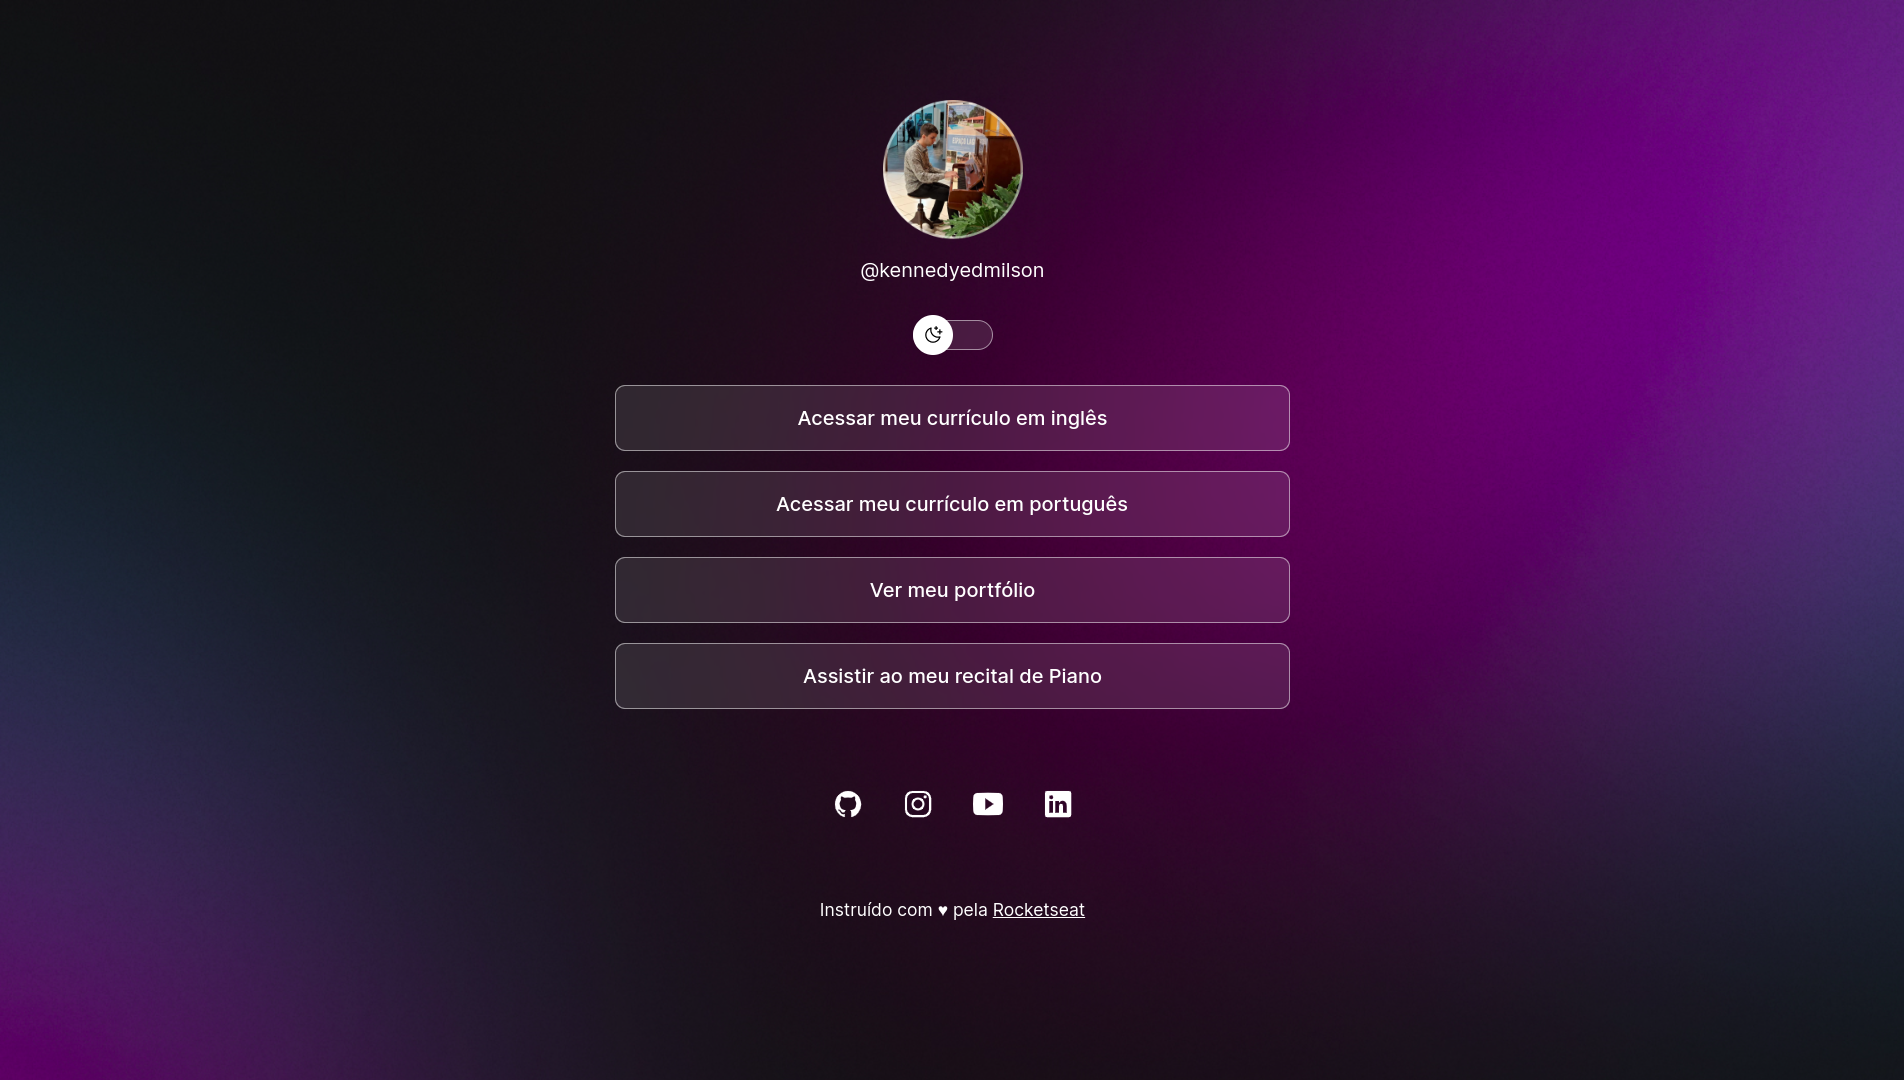 @kennedyedmilson
Acessar meu currículo em inglês
Acessar meu currículo em português
Ver meu portfólio
Assistir ao meu recital de Piano
Instruído com ♥ pela Rocketseat